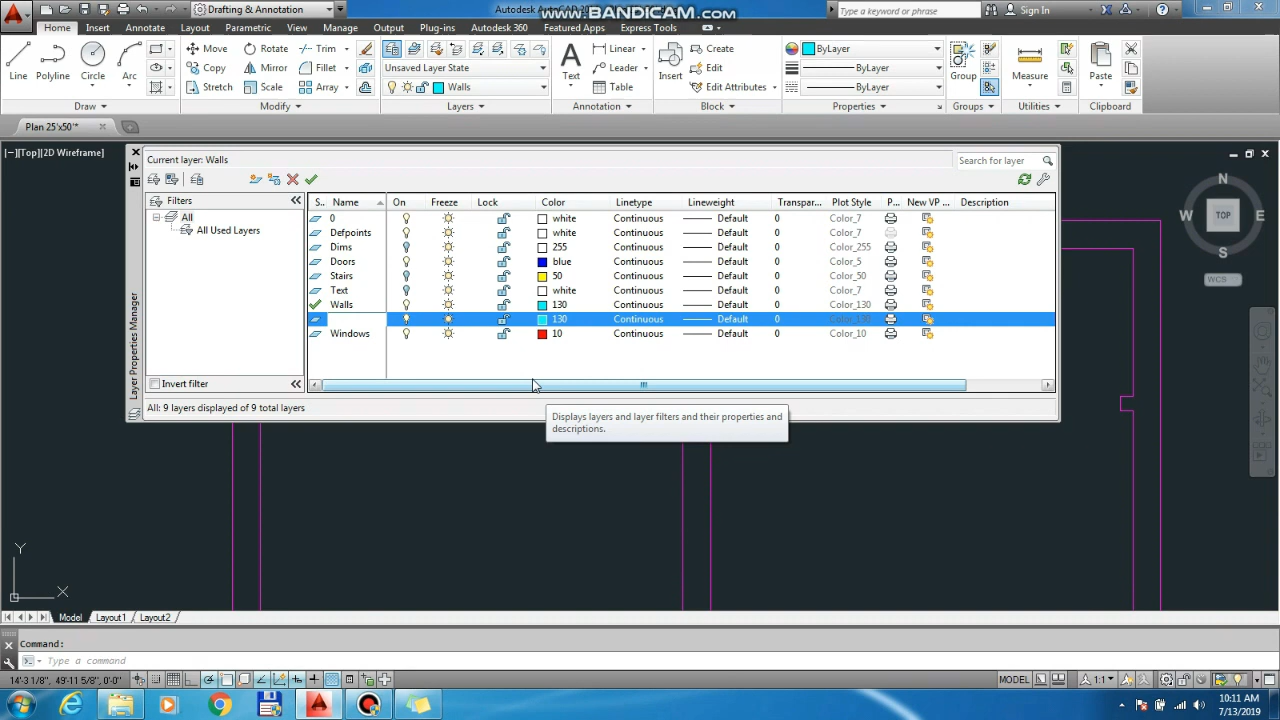 Drafting & Annotation
Autodesk AutoCAD 20
www.BANDICAM.com
Type a keyword or phrase
Sign In
Home
Insert
Annotate
Layout
Parametric
View
Manage
Output
Plug-ins
Autodesk 360
Featured Apps
Express Tools
Line
Polyline
Circle
Arc
Move
Rotate
Trim
Copy
Mirror
Fillet
Stretch
Scale
Array
Unsaved Layer State
Walls
Text
Linear
Leader
Table
Insert
Create
Edit
Edit Attributes
ByLayer
ByLayer
ByLayer
Group
Measure
Paste
Draw
Modify
Layers
Annotation
Block
Properties
Groups
Utilities
Clipboard
Plan 25'x50'*
[−][Top][2D Wireframe]
Current layer: Walls
Search for layer
Filters
All
All Used Layers
Invert filter
S.. Name On Freeze Lock Color Linetype Lineweight Transpar... Plot Style P... New VP ... Description
0 white Continuous Default 0 Color_7
Defpoints white Continuous Default 0 Color_7
Dims 255 Continuous Default 0 Color_255
Doors blue Continuous Default 0 Color_5
Stairs 50 Continuous Default 0 Color_50
Text white Continuous Default 0 Color_7
Walls 130 Continuous Default 0 Color_130
130 Continuous Default 0 Color_130
Windows 10 Continuous Default 0 Color_10
All: 9 layers displayed of 9 total layers
Layer Properties Manager
Displays layers and layer filters and their properties and
descriptions.
N
W TOP E
S
WCS
Y
X
Model
Layout1
Layout2
Command:
Type a command
14'-3 1/8", 49'-11 5/8", 0'-0"
MODEL
1:1
10:11 AM
7/13/2019